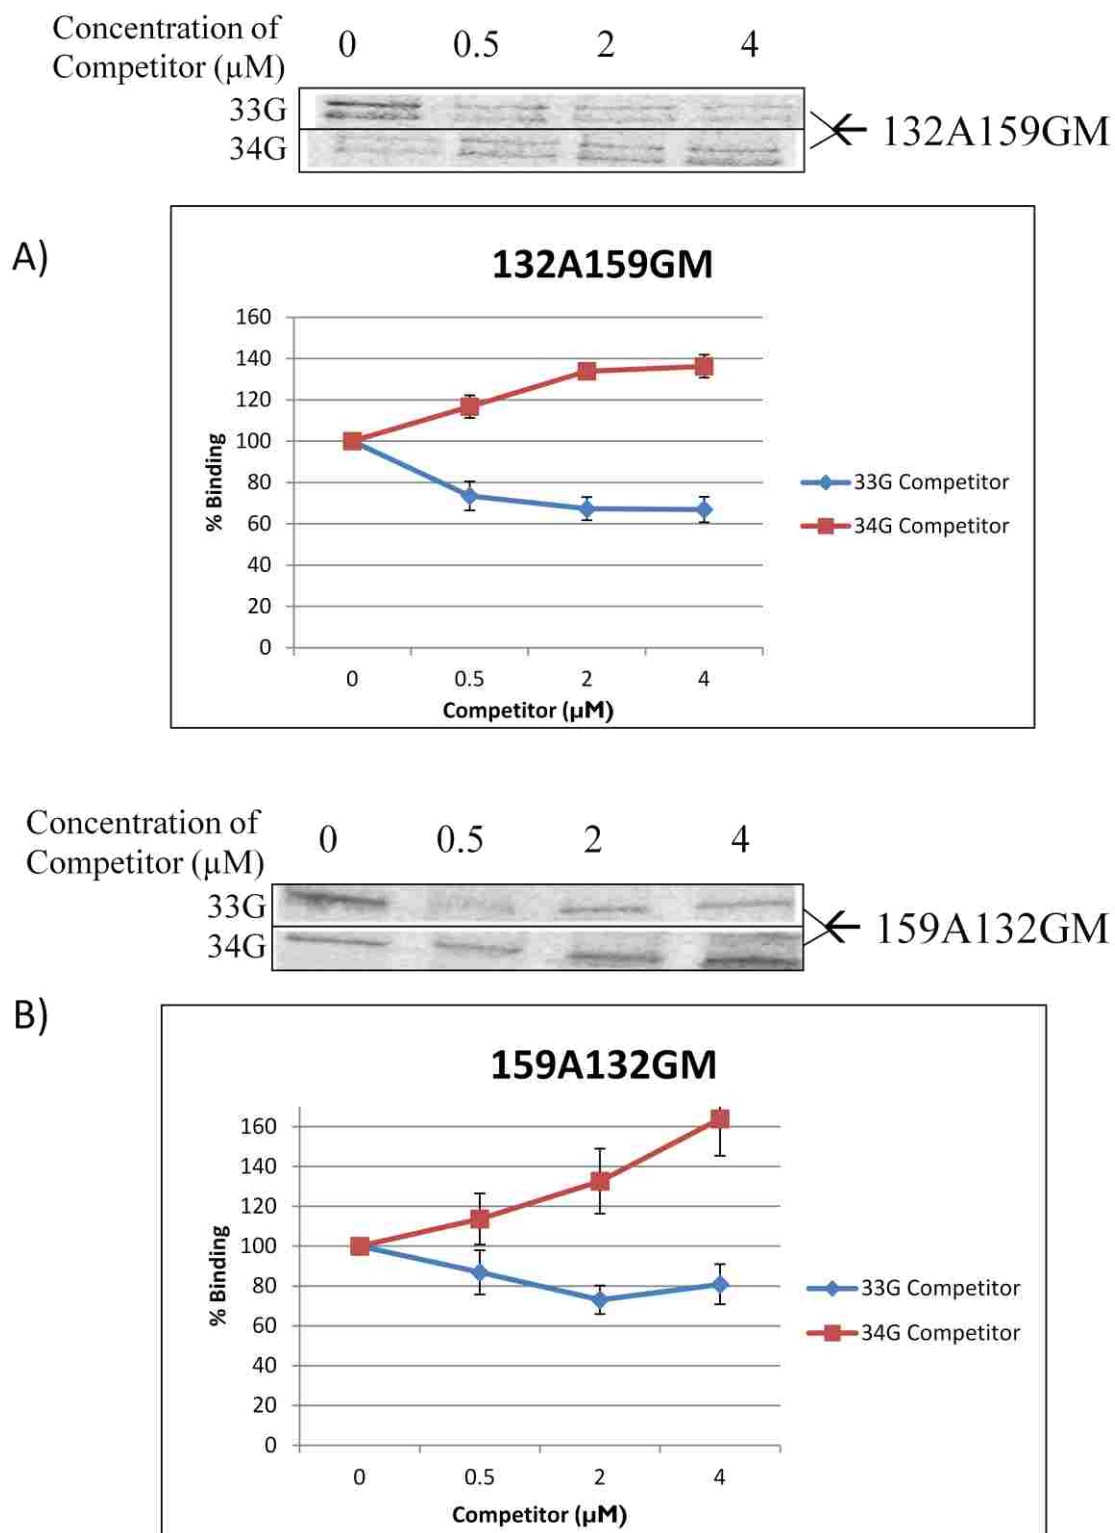 Concentration of
Competitor (µM)
0 0.5 2 4
33G
34G
132A159GM
A)
132A159GM
160
140
120
100
80
60
40
20
0
% Binding
0 0.5 2 4
Competitor (µM)
33G Competitor
34G Competitor
Concentration of
Competitor (µM)
0 0.5 2 4
33G
34G
159A132GM
B)
159A132GM
160
140
120
100
80
60
40
20
0
% Binding
0 0.5 2 4
Competitor (µM)
33G Competitor
34G Competitor